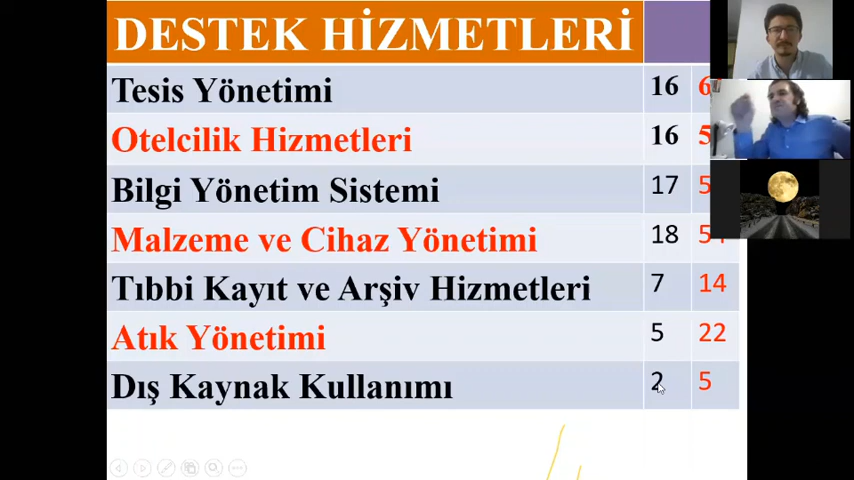 DESTEK HİZMETLERİ
Tesis Yönetimi 16
Otelcilik Hizmetleri 16
Bilgi Yönetim Sistemi 17
Malzeme ve Cihaz Yönetimi 18
Tıbbi Kayıt ve Arşiv Hizmetleri 7 14
Atık Yönetimi 5 22
Dış Kaynak Kullanımı 2 5